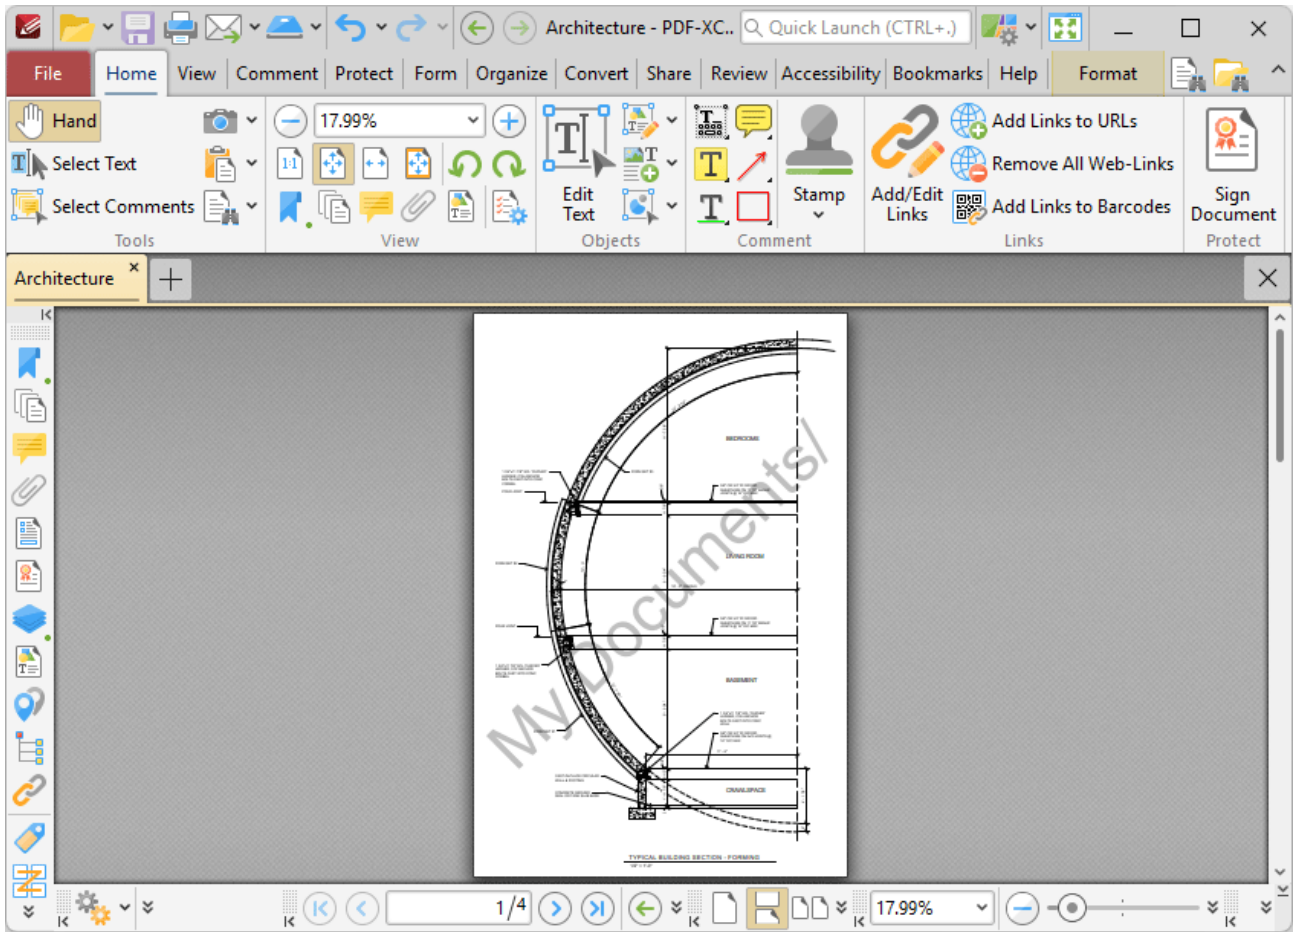 Architecture - PDF-XC..
Quick Launch (CTRL+.)
File
Home
View
Comment
Protect
Form
Organize
Convert
Share
Review
Accessibility
Bookmarks
Help
Format
Hand
Select Text
Select Comments
Tools
17.99%
1:1
View
Edit
Text
Objects
Comment
Stamp
Add/Edit
Links
Add Links to URLs
Remove All Web-Links
Add Links to Barcodes
Links
Sign
Document
Protect
Architecture
BEDROOMS
LIVING ROOM
BASEMENT
CRAWLSPACE
My Documents/
TYPICAL BUILDING SECTION - FORMING
1/4
17.99%